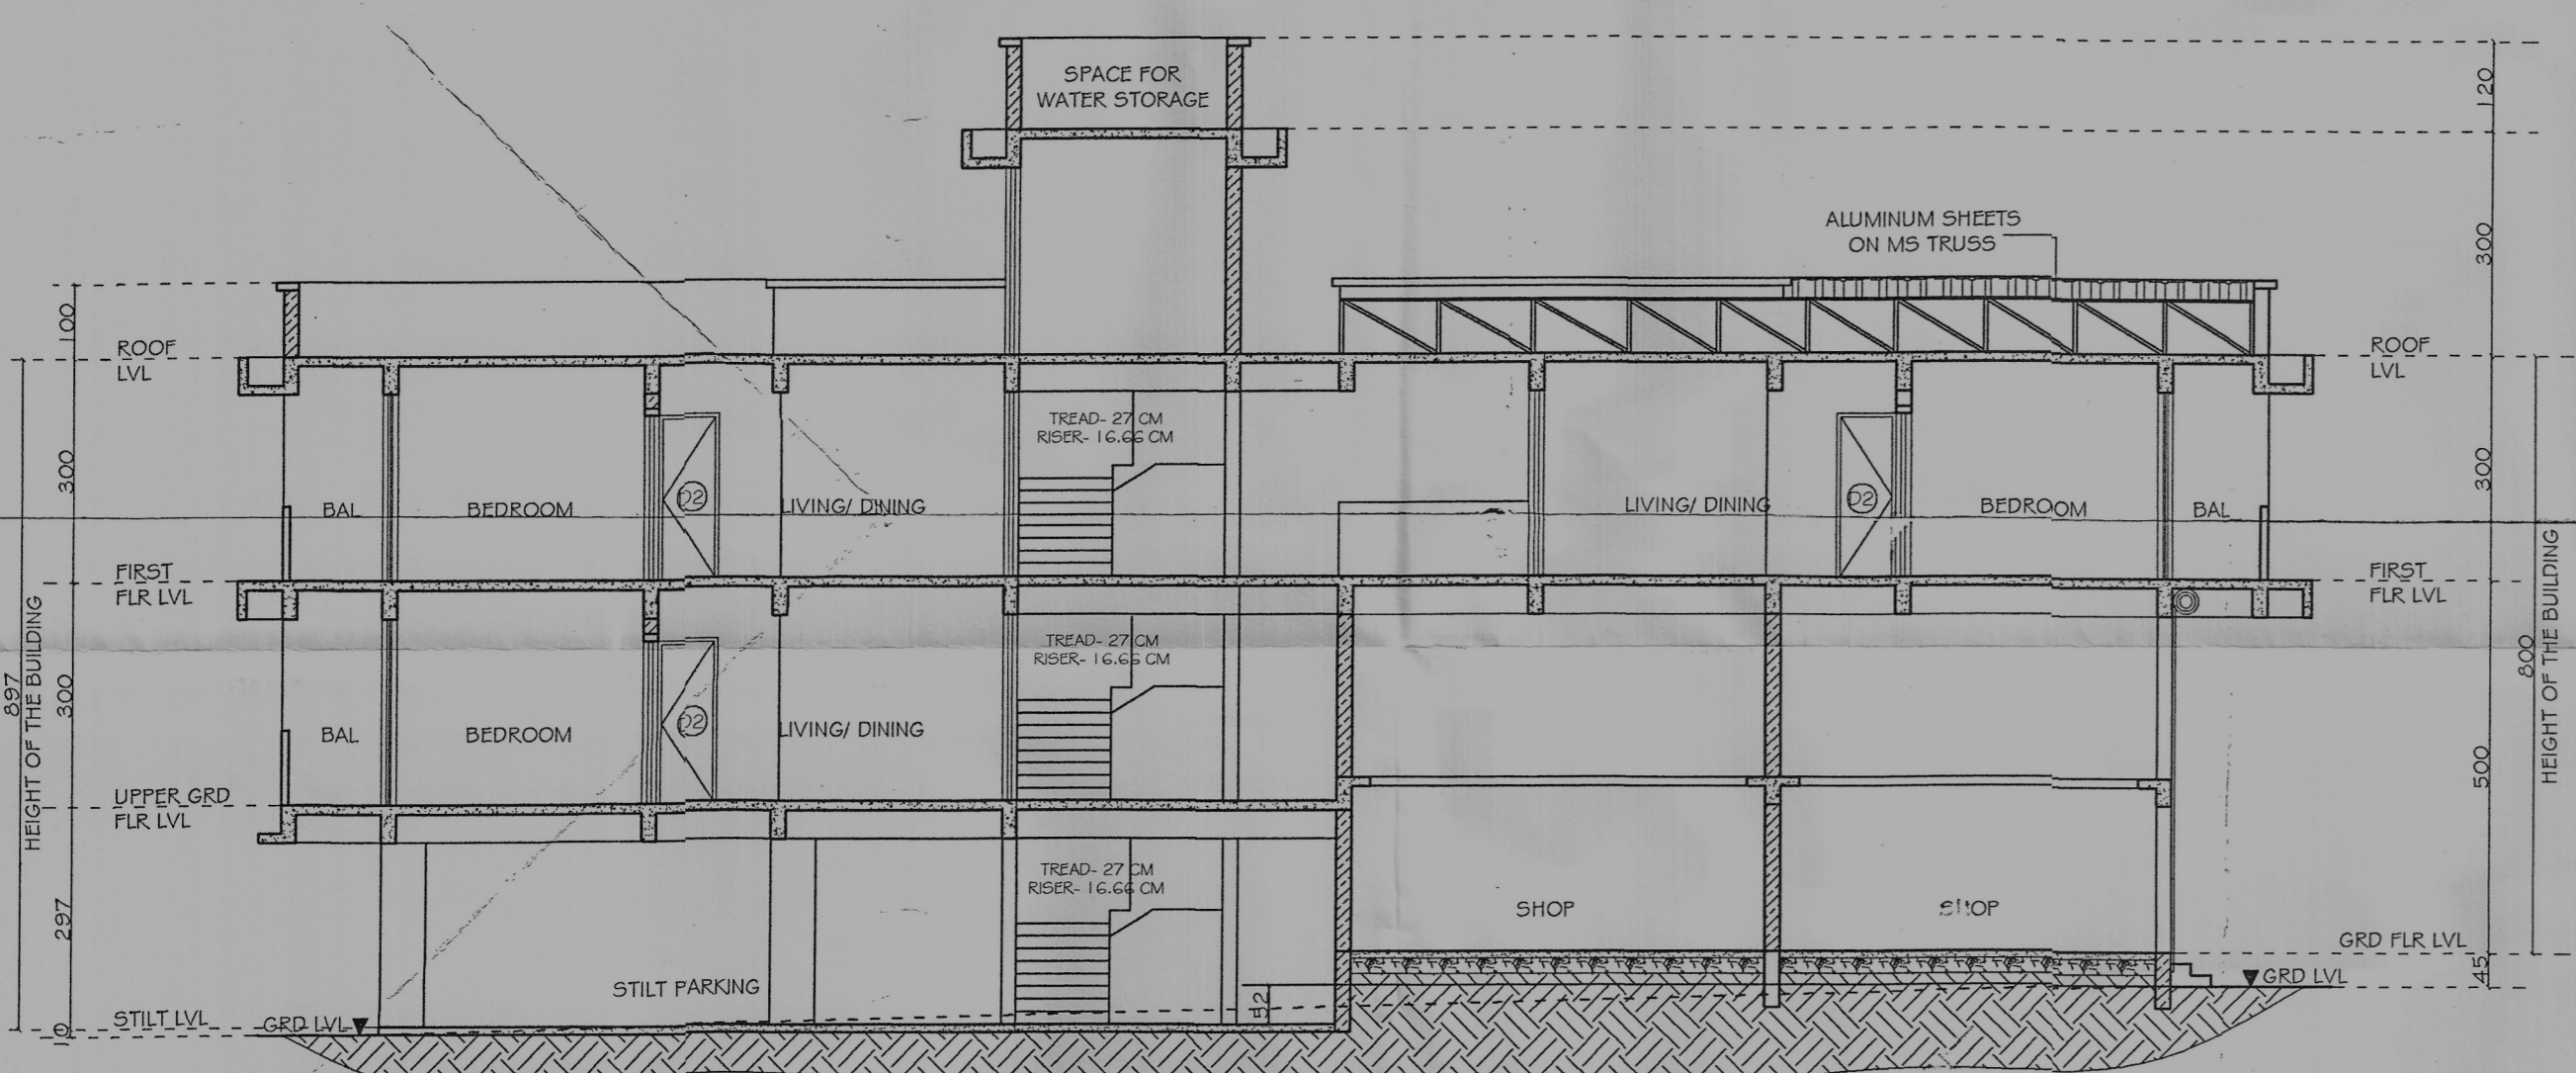 SPACE FOR
WATER STORAGE
120
300
ALUMINUM SHEETS
ON MS TRUSS
100
ROOF
LVL
ROOF
LVL
300
TREAD- 27 CM
RISER- 16.66 CM
300
BAL
BEDROOM
D2
LIVING/ DINING
LIVING/ DINING
D2
BEDROOM
BAL
FIRST
FLR LVL
FIRST
FLR LVL
897
HEIGHT OF THE BUILDING
300
TREAD- 27 CM
RISER- 16.66 CM
800
HEIGHT OF THE BUILDING
BAL
BEDROOM
D2
LIVING/ DINING
500
UPPER GRD
FLR LVL
297
TREAD- 27 CM
RISER- 16.66 CM
SHOP
SHOP
GRD FLR LVL
STILT PARKING
45
GRD LVL
52
STILT LVL
GRD LVL
10